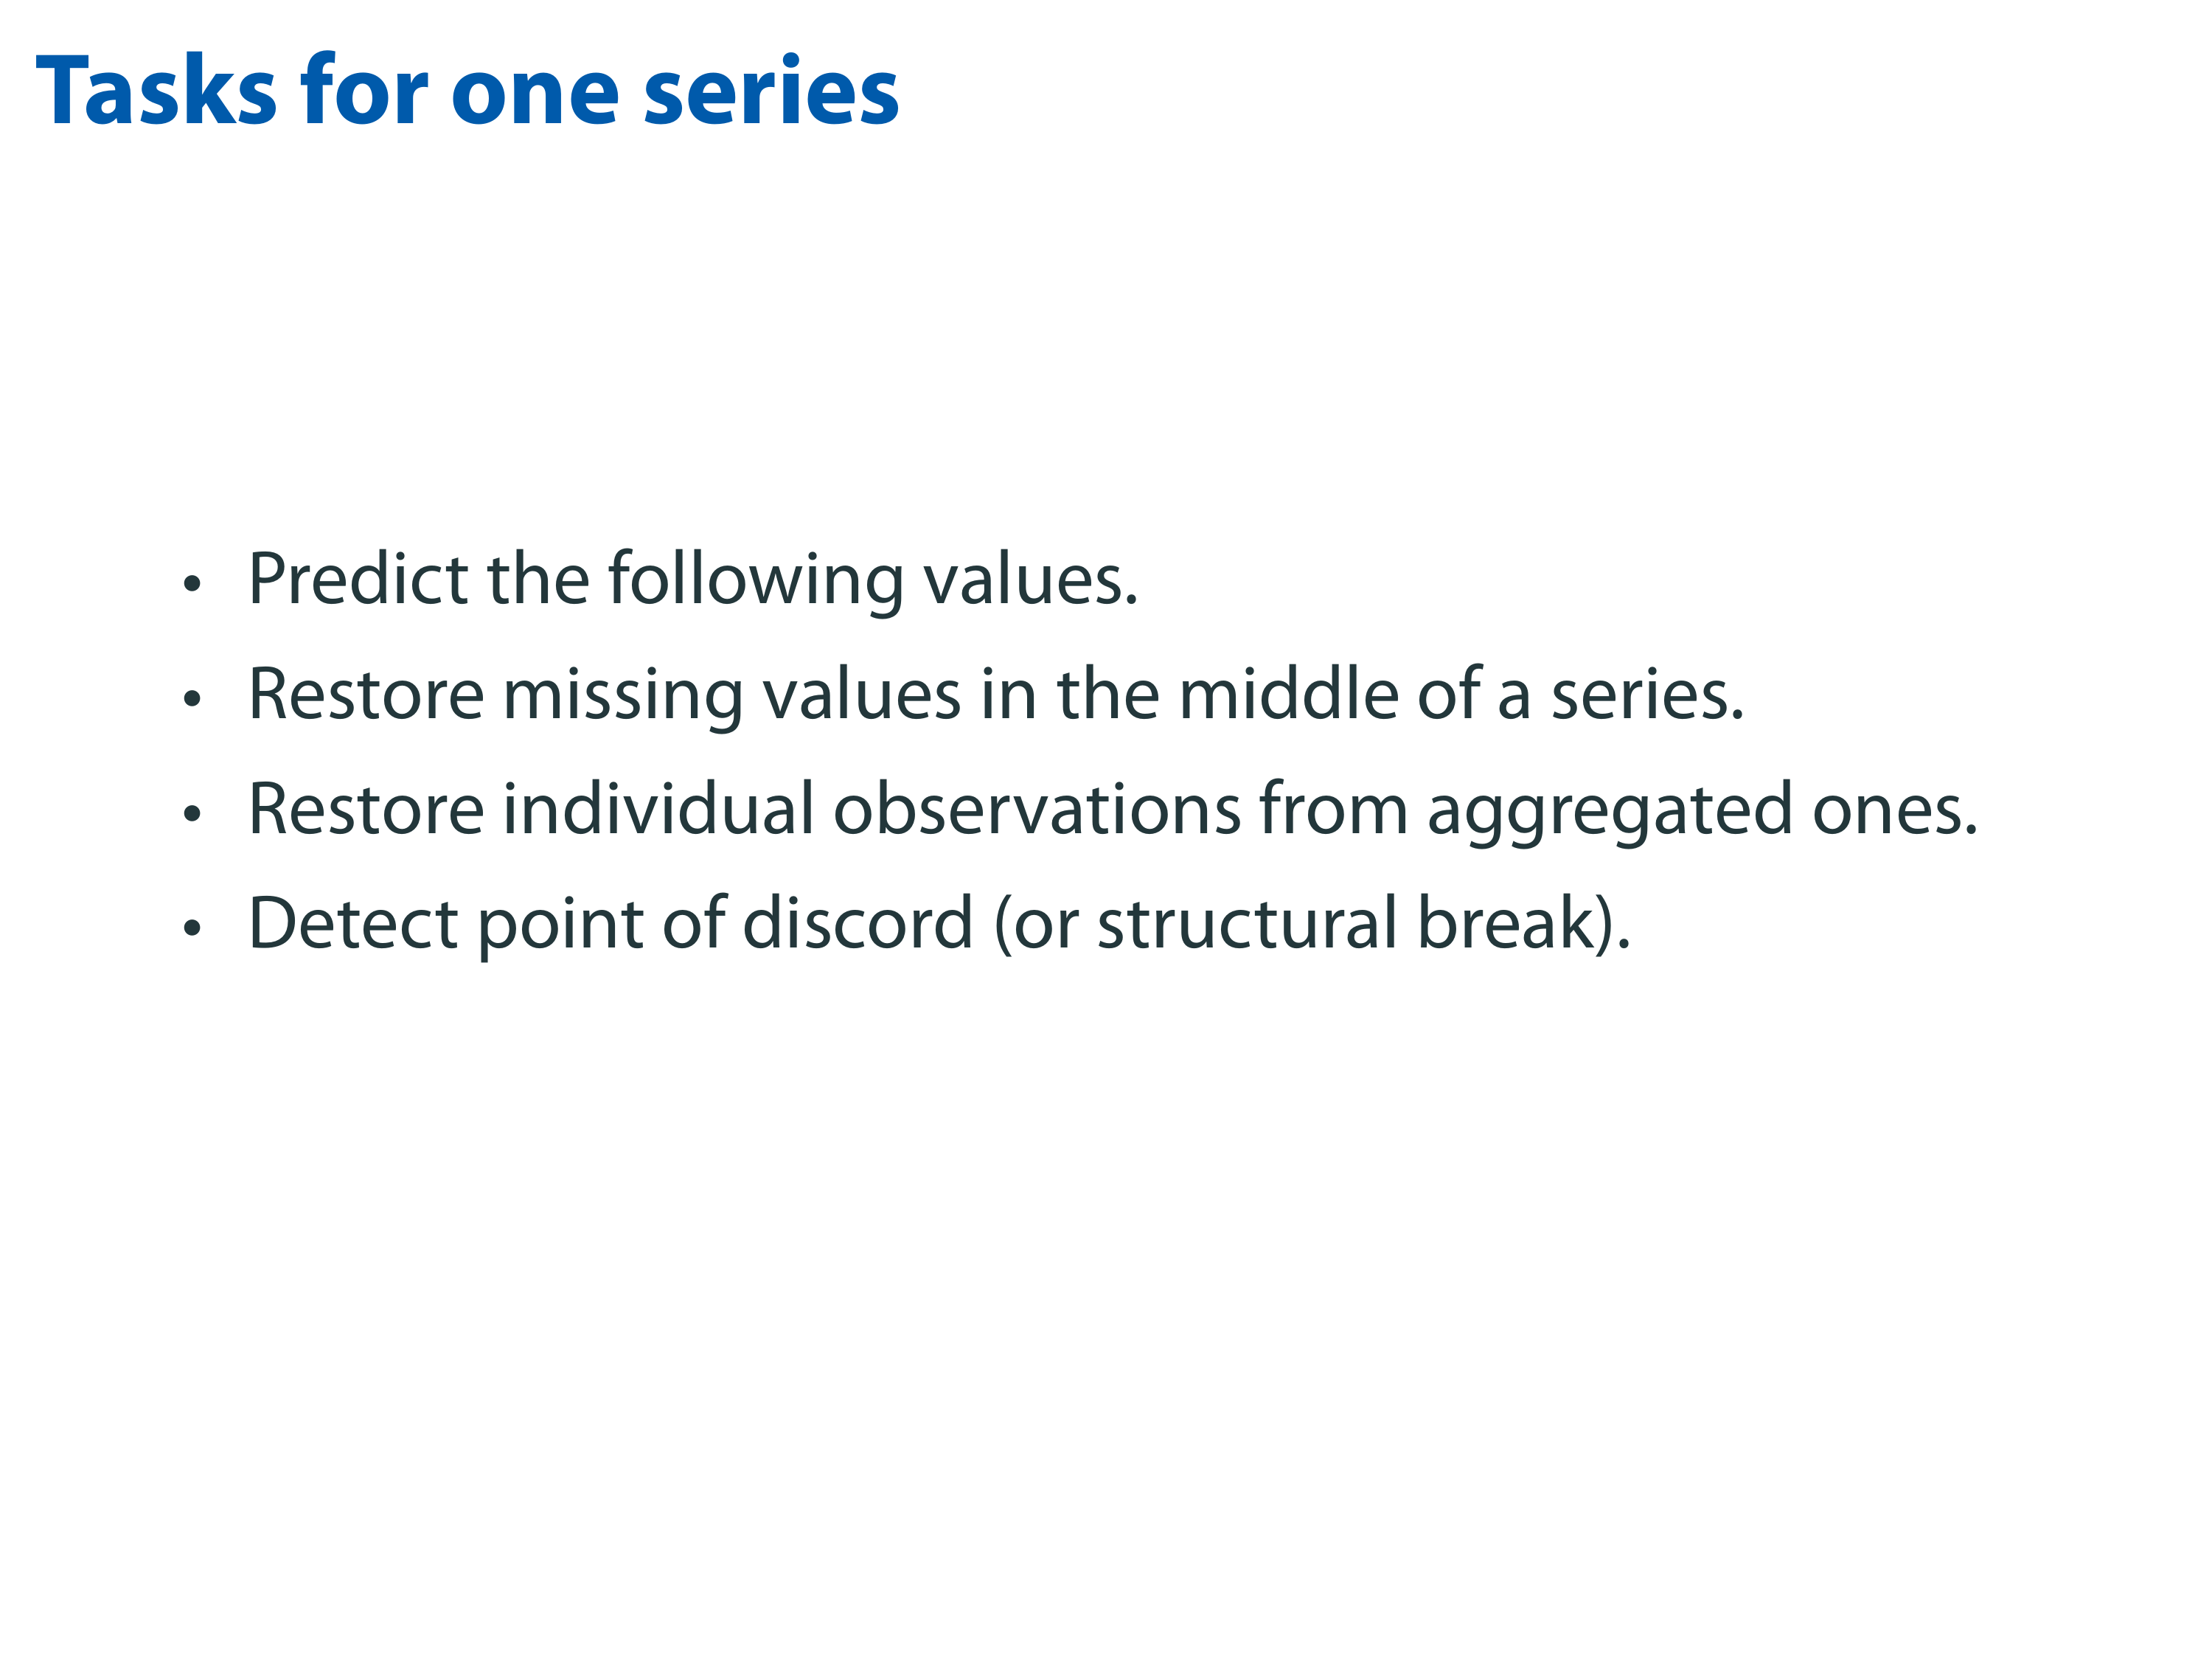 Tasks for one series
• Predict the following values.
• Restore missing values in the middle of a series.
• Restore individual observations from aggregated ones.
• Detect point of discord (or structural break).